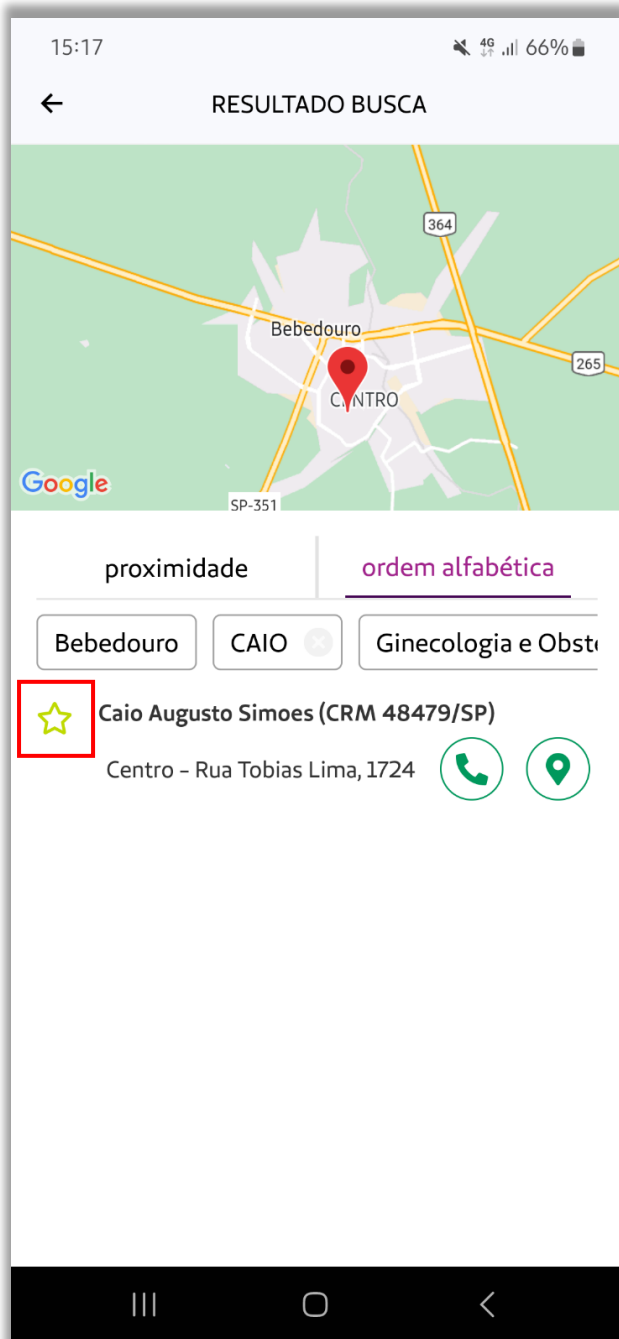 15:17 4G 66%
RESULTADO BUSCA
364
Bebedouro
265
CENTRO
Google
SP-351
proximidade ordem alfabética
Bebedouro CAIO Ginecologia e Obst
Caio Augusto Simoes (CRM 48479/SP)
Centro – Rua Tobias Lima, 1724